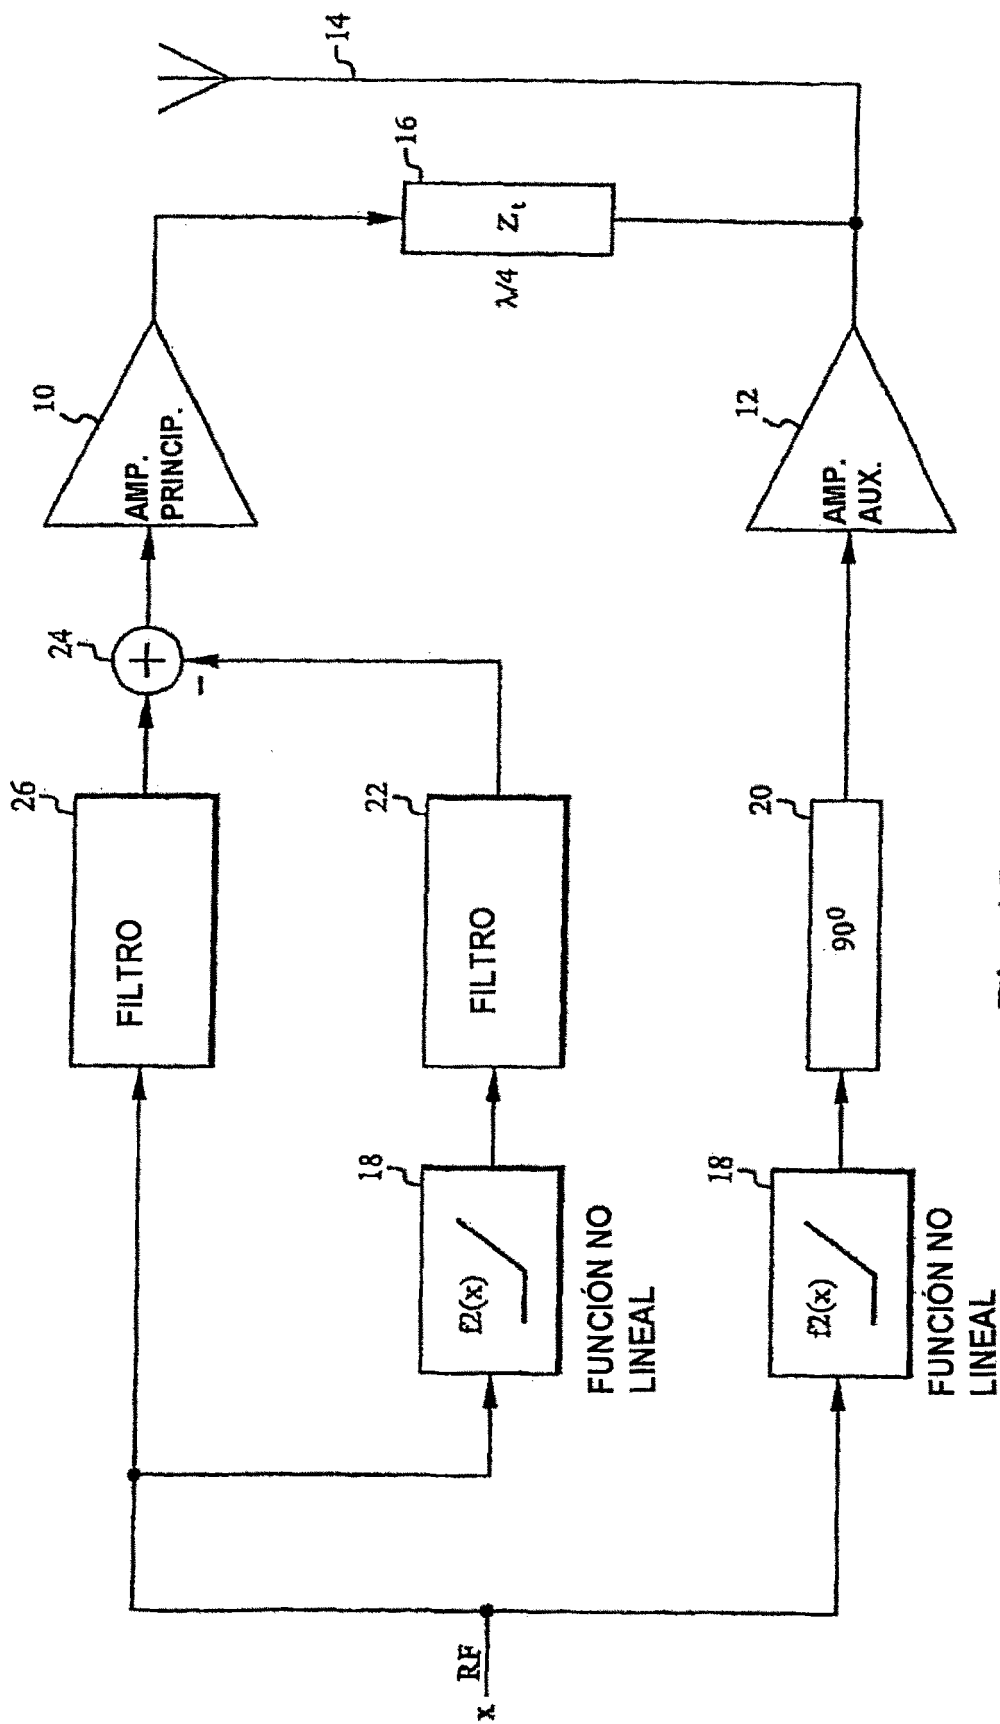 x RF
26
FILTRO
24
+
-
10
AMP.
PRINCIP.
14
16
Zt
λ/4
18
f2(x)
FUNCIÓN NO
LINEAL
22
FILTRO
18
f2(x)
FUNCIÓN NO
LINEAL
20
90⁰
12
AMP.
AUX.